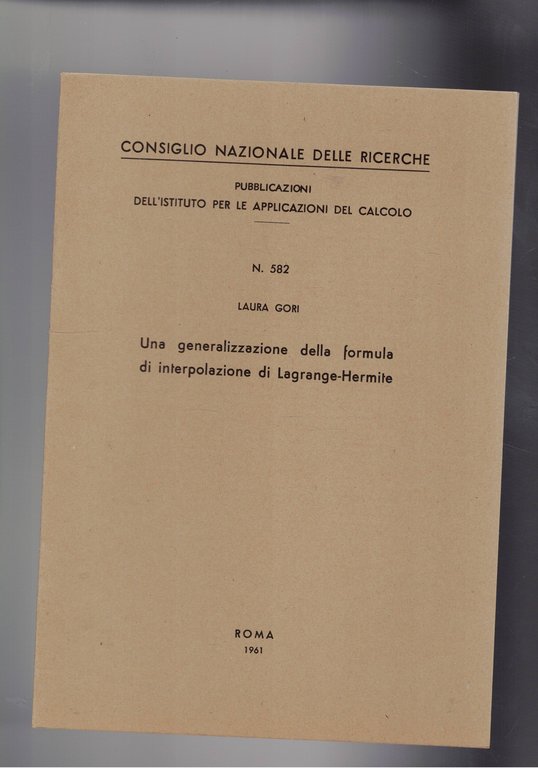 CONSIGLIO NAZIONALE DELLE RICERCHE
PUBBLICAZIONI
DELL'ISTITUTO PER LE APPLICAZIONI DEL CALCOLO
N. 582
LAURA GORI
Una generalizzazione della formula
di interpolazione di Lagrange-Hermite
ROMA
1961